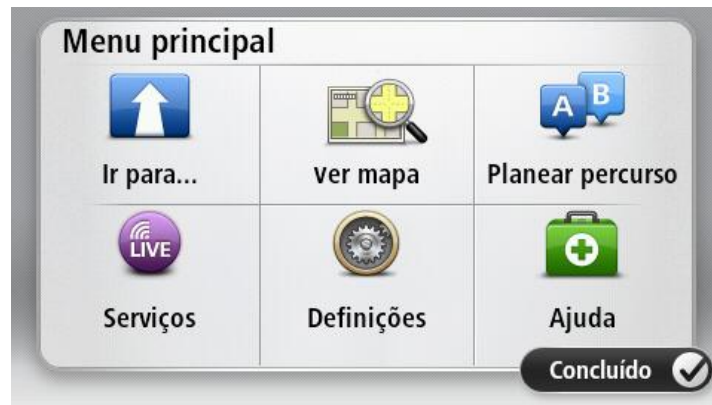 Menu principal
Ir para...
Ver mapa
A B
Planear percurso
LIVE
Serviços
Definições
Ajuda
Concluído